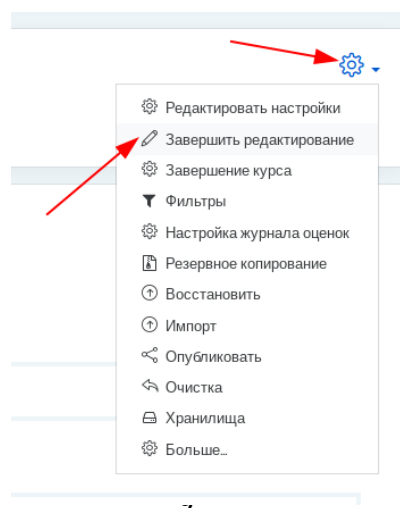 Редактировать настройки
Завершить редактирование
Завершение курса
Фильтры
Настройка журнала оценок
Резервное копирование
Восстановить
Импорт
Опубликовать
Очистка
Хранилища
Больше...